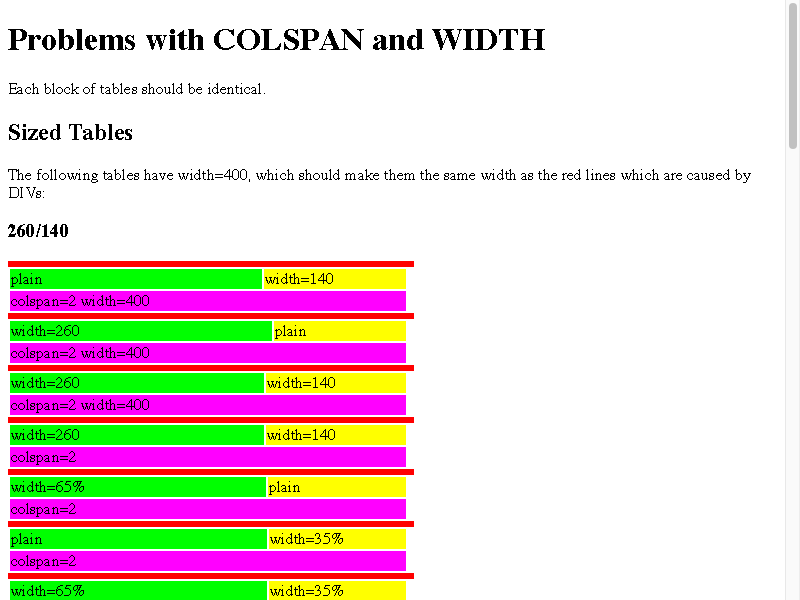 Problems with COLSPAN and WIDTH
Each block of tables should be identical.
Sized Tables
The following tables have width=400, which should make them the same width as the red lines which are caused by
DIVs:
260/140
plain width=140
colspan=2 width=400
width=260 plain
colspan=2 width=400
width=260 width=140
colspan=2 width=400
width=260 width=140
colspan=2
width=65% plain
colspan=2
plain width=35%
colspan=2
width=65% width=35%